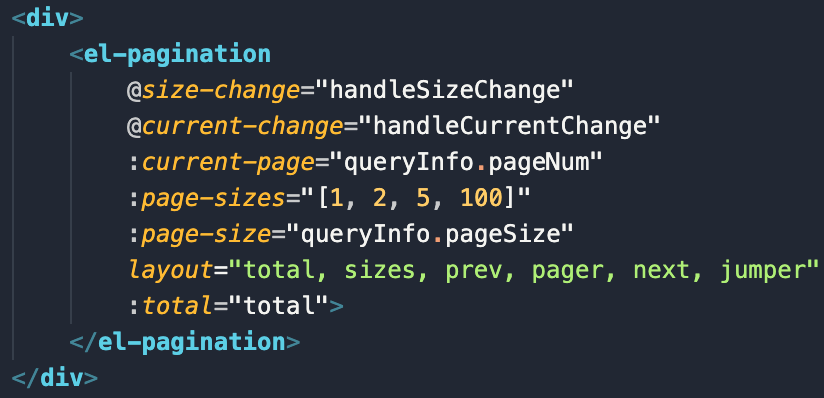 <div>
<el-pagination
@size-change="handleSizeChange"
@current-change="handleCurrentChange"
:current-page="queryInfo.pageNum"
:page-sizes="[1, 2, 5, 100]"
:page-size="queryInfo.pageSize"
layout="total, sizes, prev, pager, next, jumper"
:total="total">
</el-pagination>
</div>